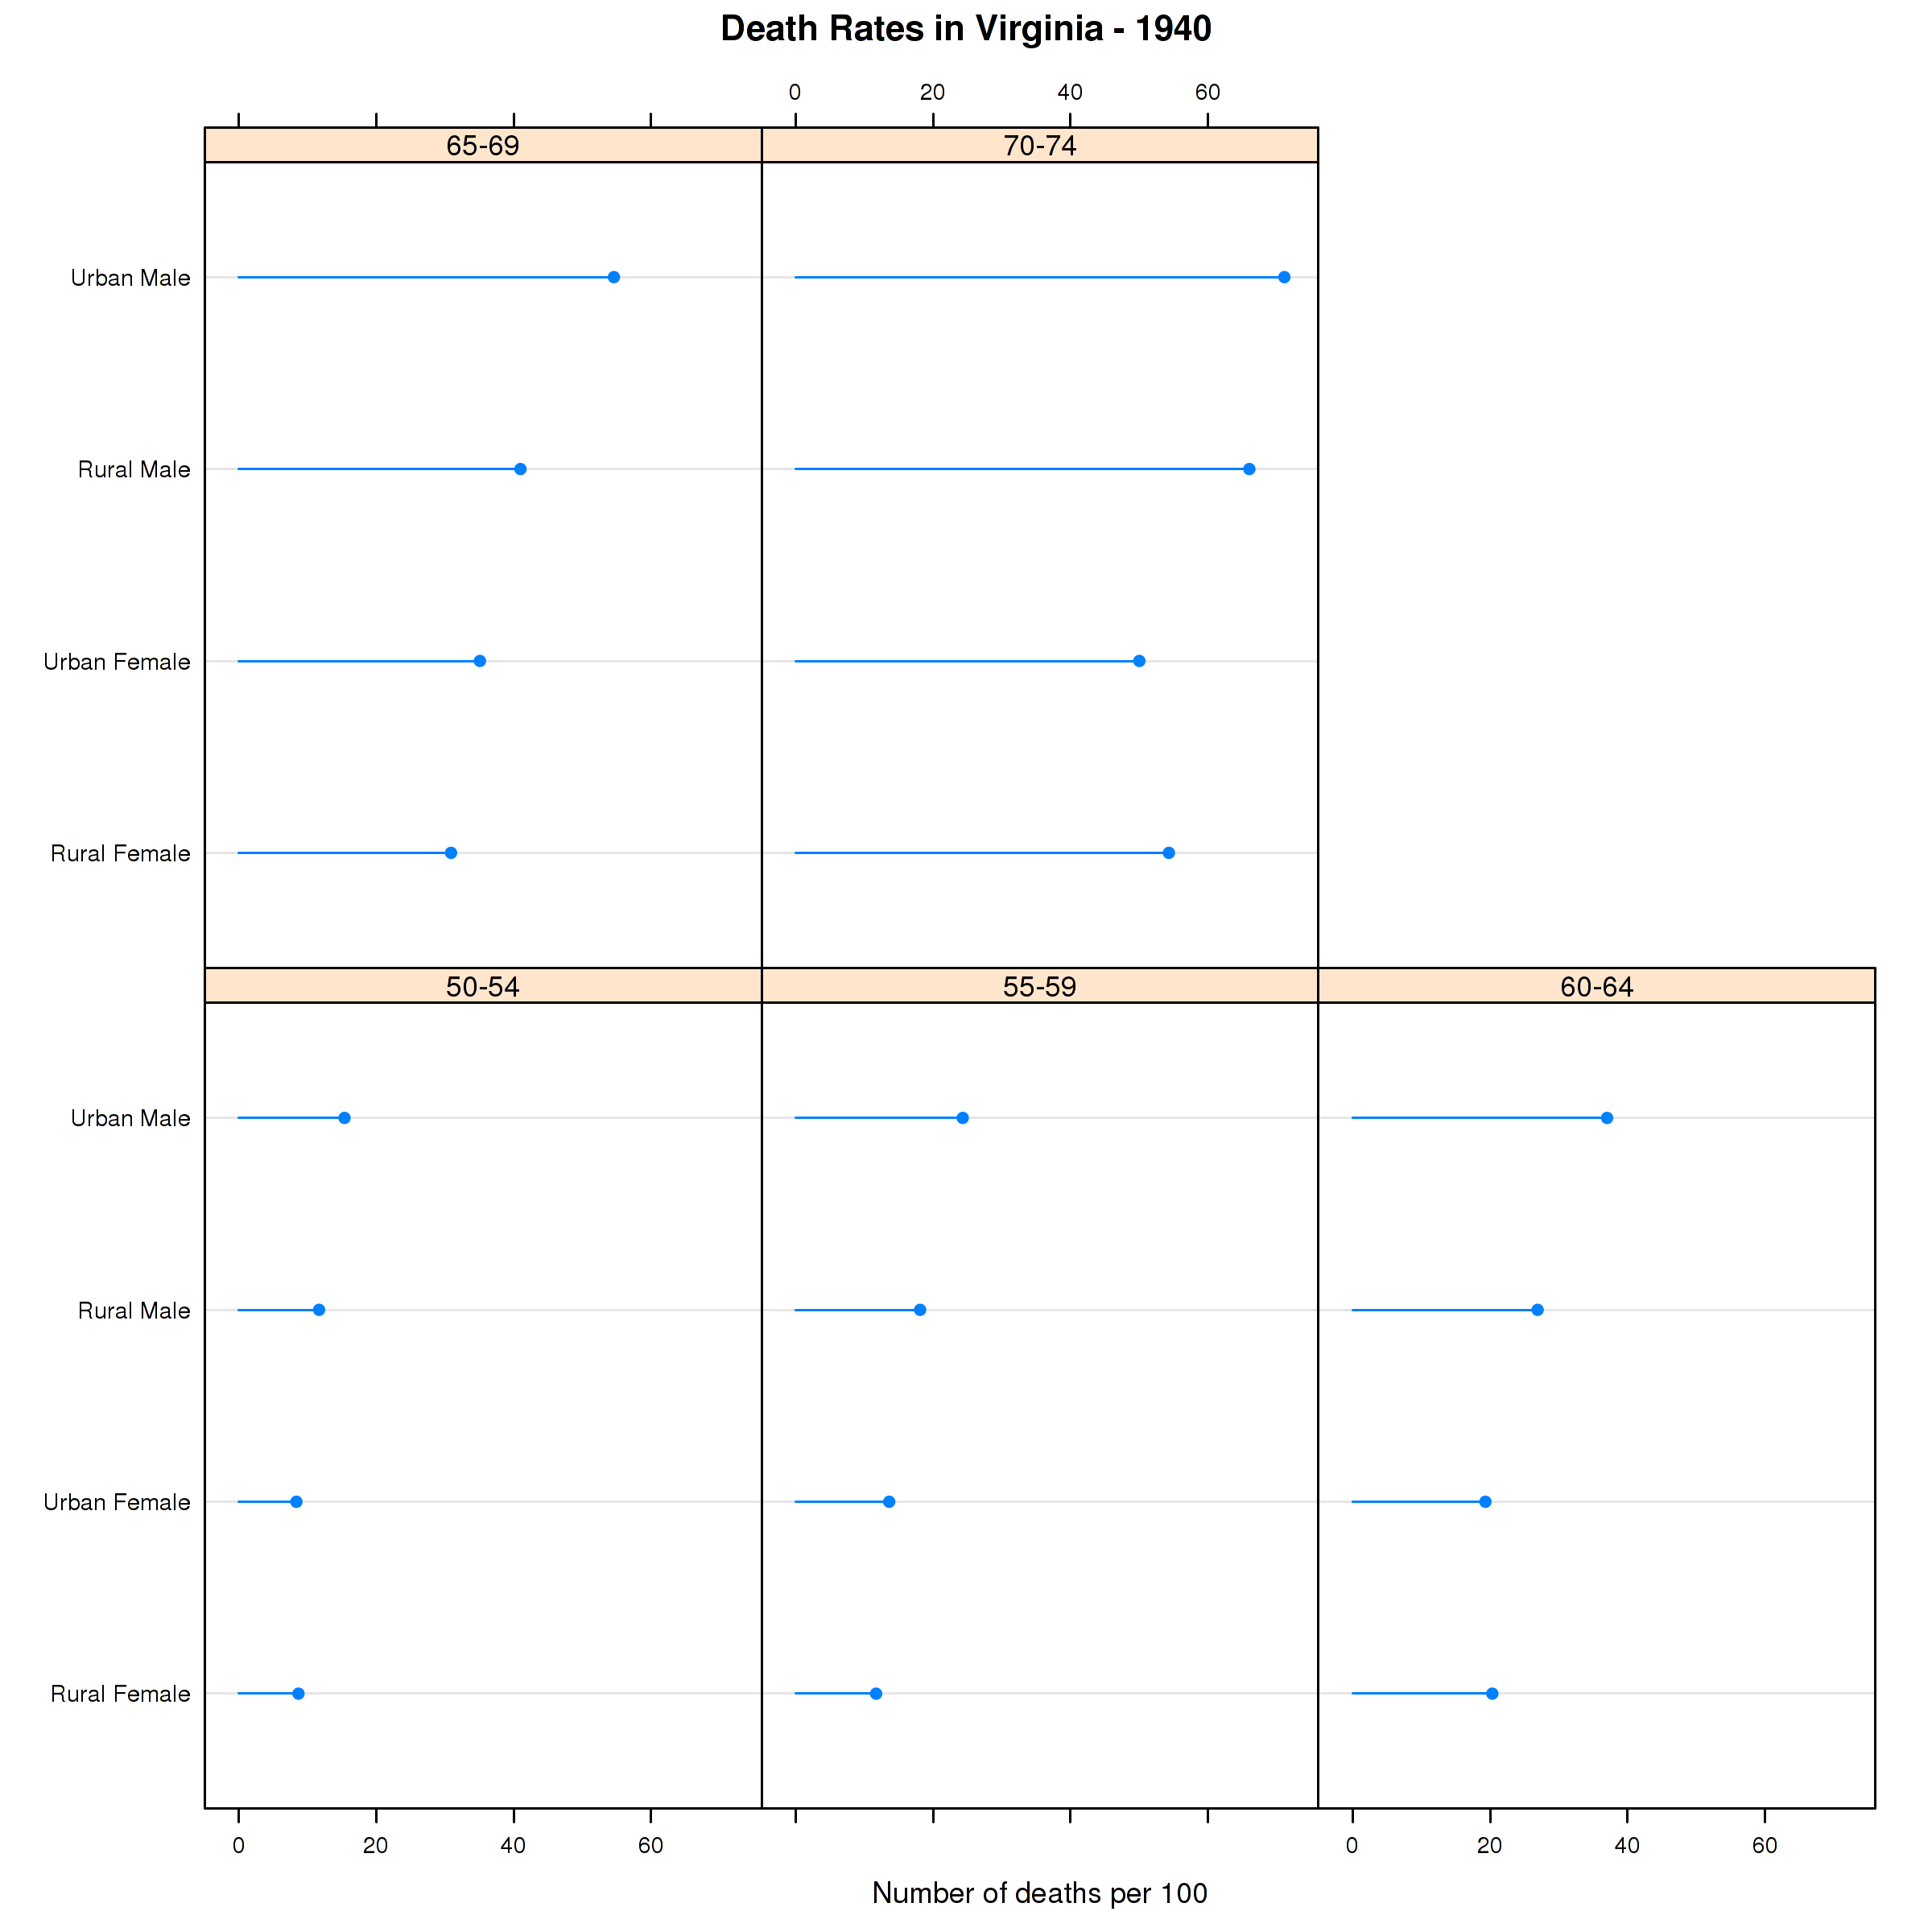 Death Rates in Virginia - 1940
0 20 40 60
65-69 70-74
Urban Male
Rural Male
Urban Female
Rural Female
50-54 55-59 60-64
Urban Male
Rural Male
Urban Female
Rural Female
0 20 40 60 0 20 40 60
Number of deaths per 100